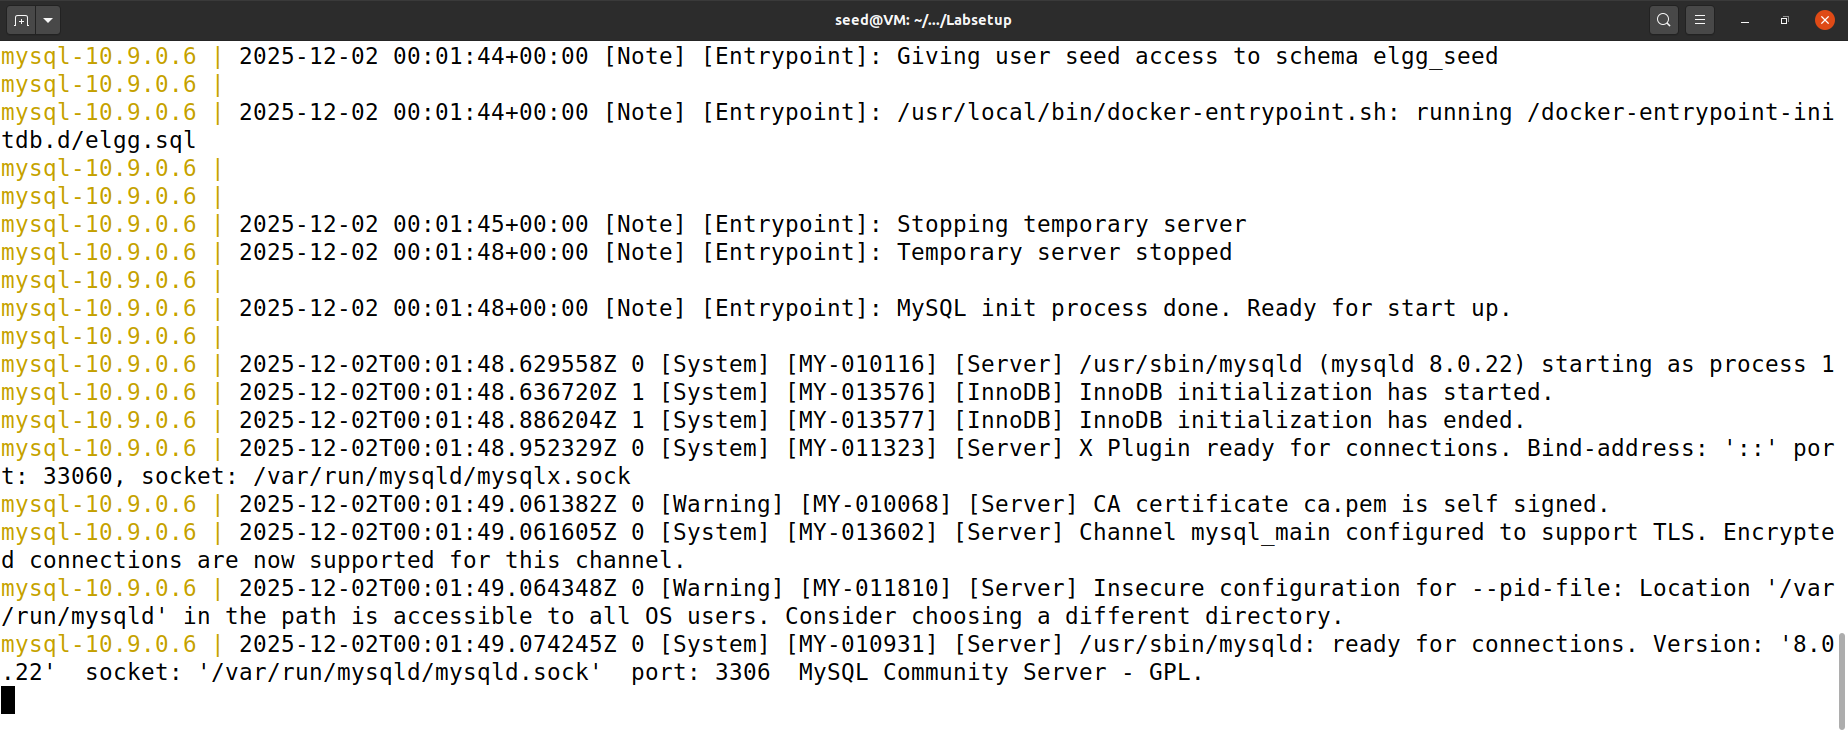 seed@VM: ~/.../Labsetup
mysql-10.9.0.6 | 2025-12-02 00:01:44+00:00 [Note] [Entrypoint]: Giving user seed access to schema elgg_seed
mysql-10.9.0.6 |
mysql-10.9.0.6 | 2025-12-02 00:01:44+00:00 [Note] [Entrypoint]: /usr/local/bin/docker-entrypoint.sh: running /docker-entrypoint-ini
tdb.d/elgg.sql
mysql-10.9.0.6 |
mysql-10.9.0.6 |
mysql-10.9.0.6 | 2025-12-02 00:01:45+00:00 [Note] [Entrypoint]: Stopping temporary server
mysql-10.9.0.6 | 2025-12-02 00:01:48+00:00 [Note] [Entrypoint]: Temporary server stopped
mysql-10.9.0.6 |
mysql-10.9.0.6 | 2025-12-02 00:01:48+00:00 [Note] [Entrypoint]: MySQL init process done. Ready for start up.
mysql-10.9.0.6 |
mysql-10.9.0.6 | 2025-12-02T00:01:48.629558Z 0 [System] [MY-010116] [Server] /usr/sbin/mysqld (mysqld 8.0.22) starting as process 1
mysql-10.9.0.6 | 2025-12-02T00:01:48.636720Z 1 [System] [MY-013576] [InnoDB] InnoDB initialization has started.
mysql-10.9.0.6 | 2025-12-02T00:01:48.886204Z 1 [System] [MY-013577] [InnoDB] InnoDB initialization has ended.
mysql-10.9.0.6 | 2025-12-02T00:01:48.952329Z 0 [System] [MY-011323] [Server] X Plugin ready for connections. Bind-address: '::' por
t: 33060, socket: /var/run/mysqld/mysqlx.sock
mysql-10.9.0.6 | 2025-12-02T00:01:49.061382Z 0 [Warning] [MY-010068] [Server] CA certificate ca.pem is self signed.
mysql-10.9.0.6 | 2025-12-02T00:01:49.061605Z 0 [System] [MY-013602] [Server] Channel mysql_main configured to support TLS. Encrypte
d connections are now supported for this channel.
mysql-10.9.0.6 | 2025-12-02T00:01:49.064348Z 0 [Warning] [MY-011810] [Server] Insecure configuration for --pid-file: Location '/var
/run/mysqld' in the path is accessible to all OS users. Consider choosing a different directory.
mysql-10.9.0.6 | 2025-12-02T00:01:49.074245Z 0 [System] [MY-010931] [Server] /usr/sbin/mysqld: ready for connections. Version: '8.0
.22'  socket: '/var/run/mysqld/mysqld.sock'  port: 3306  MySQL Community Server - GPL.